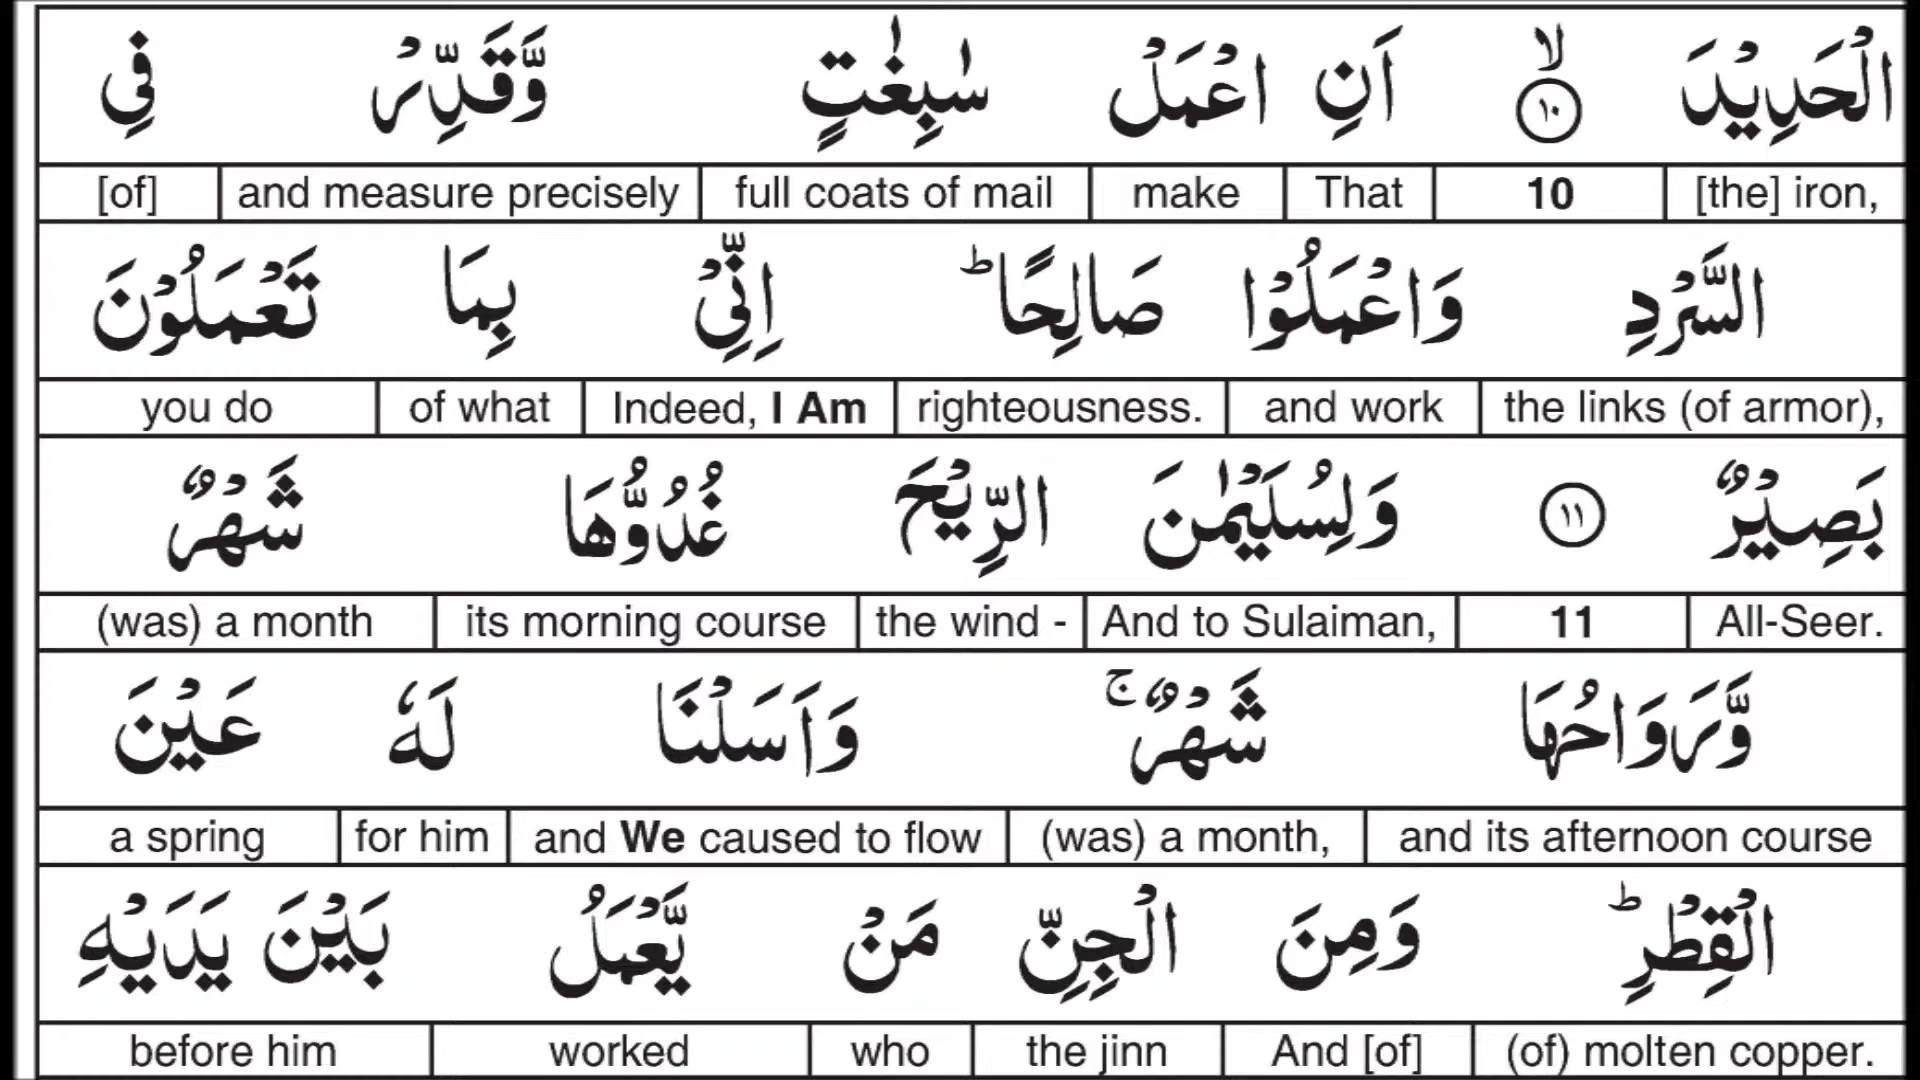 الْحَدِيْدَ ۙ ۱۰ اَنِ اعْمَلْ سٰبِغٰتٍ وَّقَدِّرْ فِي
[the] iron, 10 That make full coats of mail and measure precisely [of]
السَّرْدِ وَاعْمَلُوْا صَالِحًا ؕ اِنِّيْ بِمَا تَعْمَلُوْنَ
the links (of armor), and work righteousness. Indeed, I Am of what you do
بَصِيْرٌ ۱۱ وَلِسُلَيْمٰنَ الرِّيْحَ غُدُوُّهَا شَهْرٌ
All-Seer. 11 And to Sulaiman, the wind - its morning course (was) a month
وَّرَوَاحُهَا شَهْرٌ ۚ وَاَسَلْنَا لَهٗ عَيْنَ
and its afternoon course (was) a month, and We caused to flow for him a spring
الْقِطْرِ ؕ وَمِنَ الْجِنِّ مَنْ يَّعْمَلُ بَيْنَ يَدَيْهِ
(of) molten copper. And [of] the jinn who worked before him